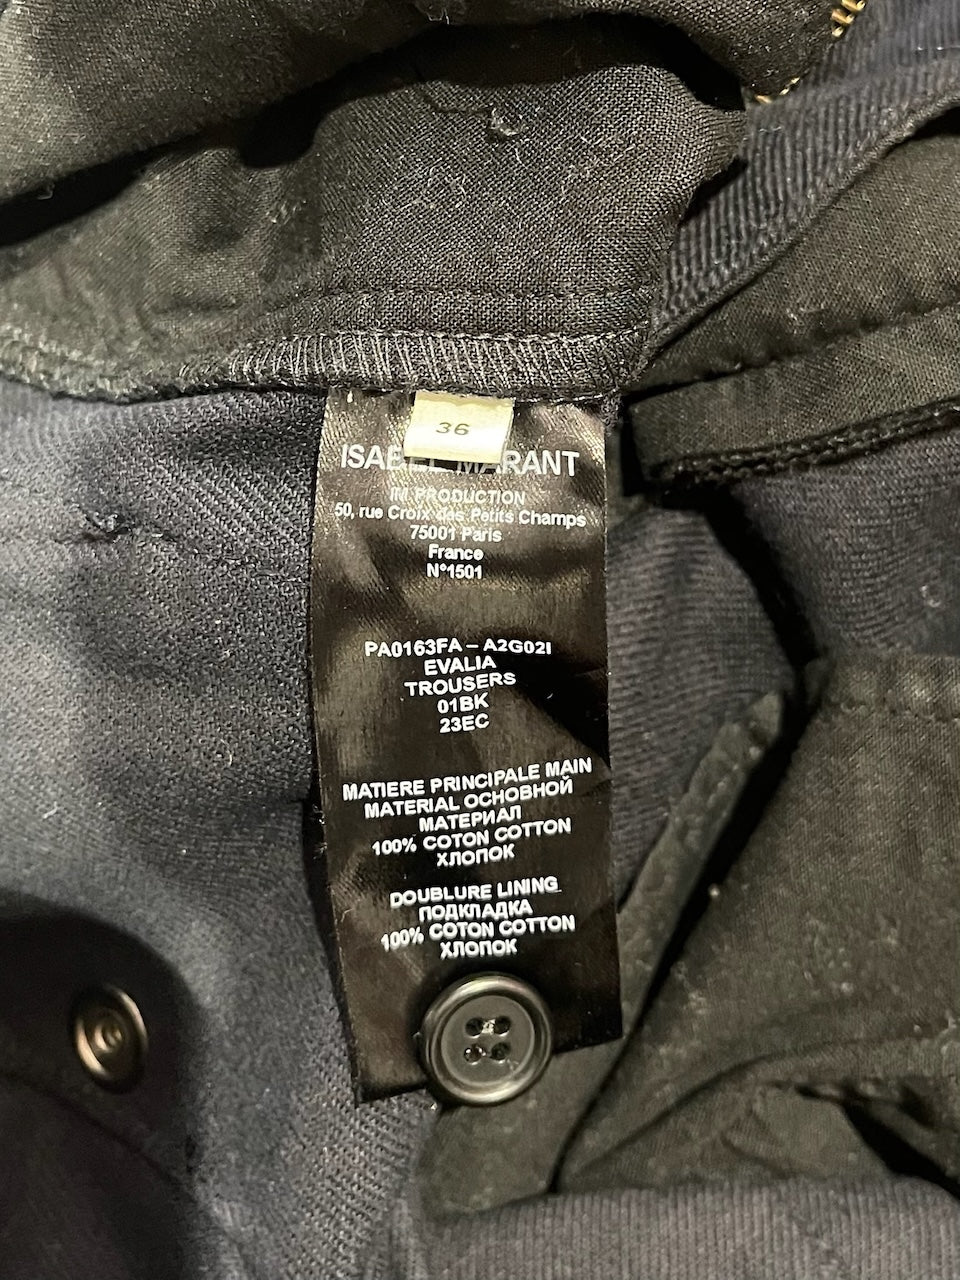 36
ISABEL MARANT
IM PRODUCTION
50, rue Croix des Petits Champs
75001 Paris
France
N°1501
PA0163FA – A2G02I
EVALIA
TROUSERS
01BK
23EC
MATIERE PRINCIPALE MAIN
MATERIAL ОСНОВНОЙ
МАТЕРИАЛ
100% COTON COTTON
ХЛОПОК
DOUBLURE LINING
ПОДКЛАДКА
100% COTON COTTON
ХЛОПОК